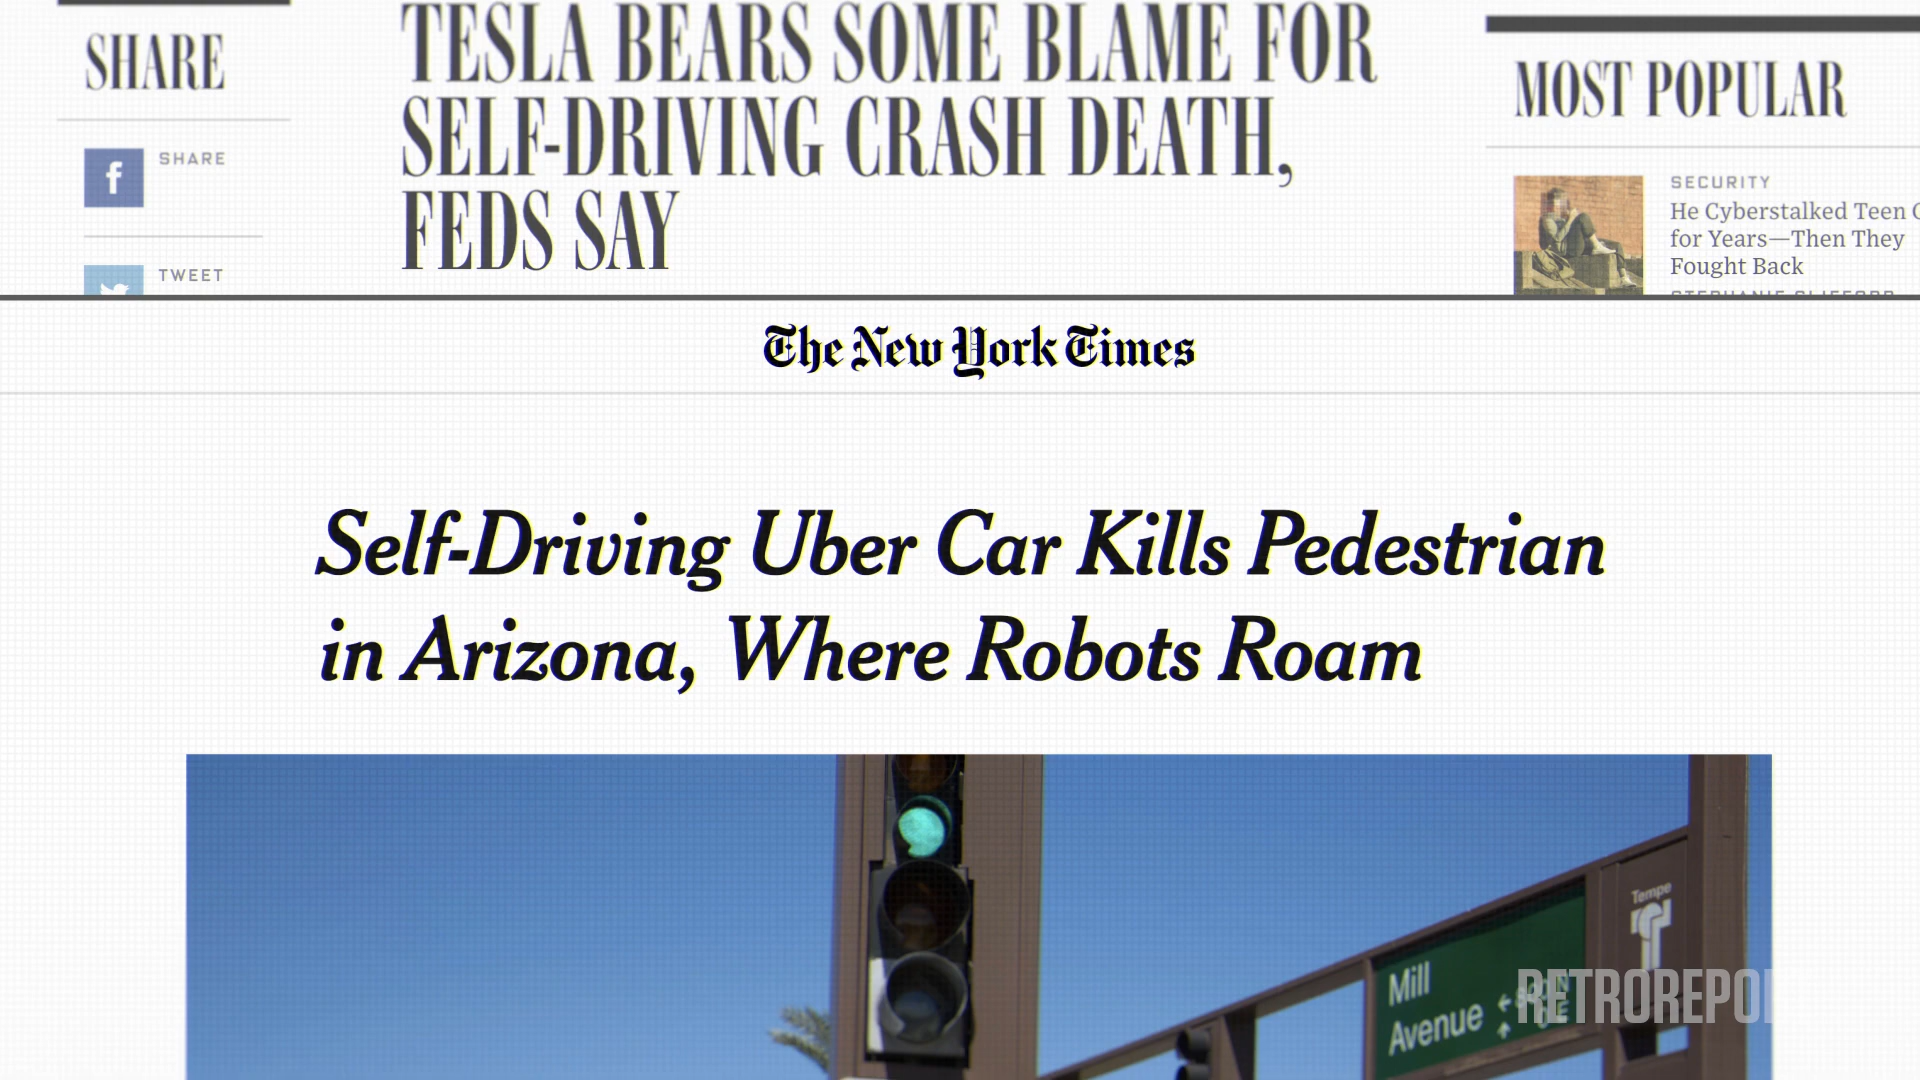 SHARE
f SHARE
TWEET
TESLA BEARS SOME BLAME FOR
SELF-DRIVING CRASH DEATH,
FEDS SAY
MOST POPULAR
SECURITY
He Cyberstalked Teen
for Years—Then They
Fought Back
STEPHANIE CLIFFORD
The New York Times
Self-Driving Uber Car Kills Pedestrian
in Arizona, Where Robots Roam
Tempe
Mill
Avenue
RETROREPO